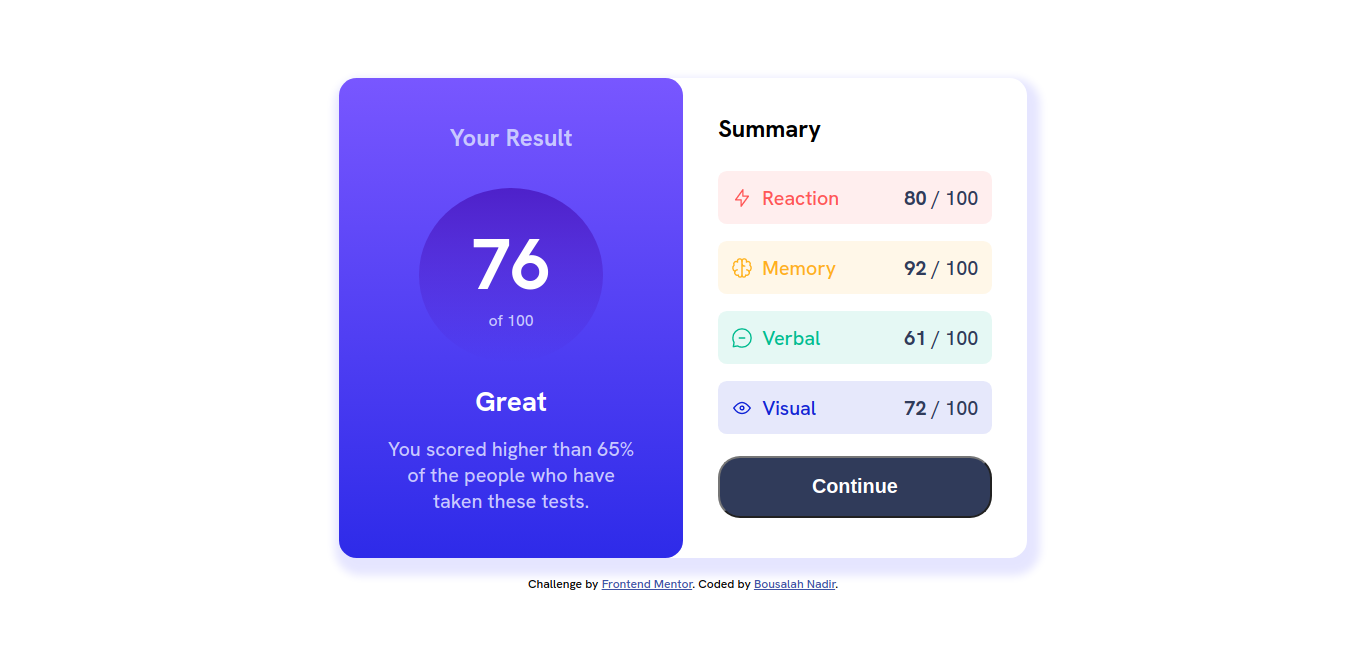 Your Result
76
of 100
Great
You scored higher than 65%
of the people who have
taken these tests.
Summary
Reaction 80 / 100
Memory 92 / 100
Verbal 61 / 100
Visual 72 / 100
Continue
Challenge by Frontend Mentor. Coded by Bousalah Nadir.